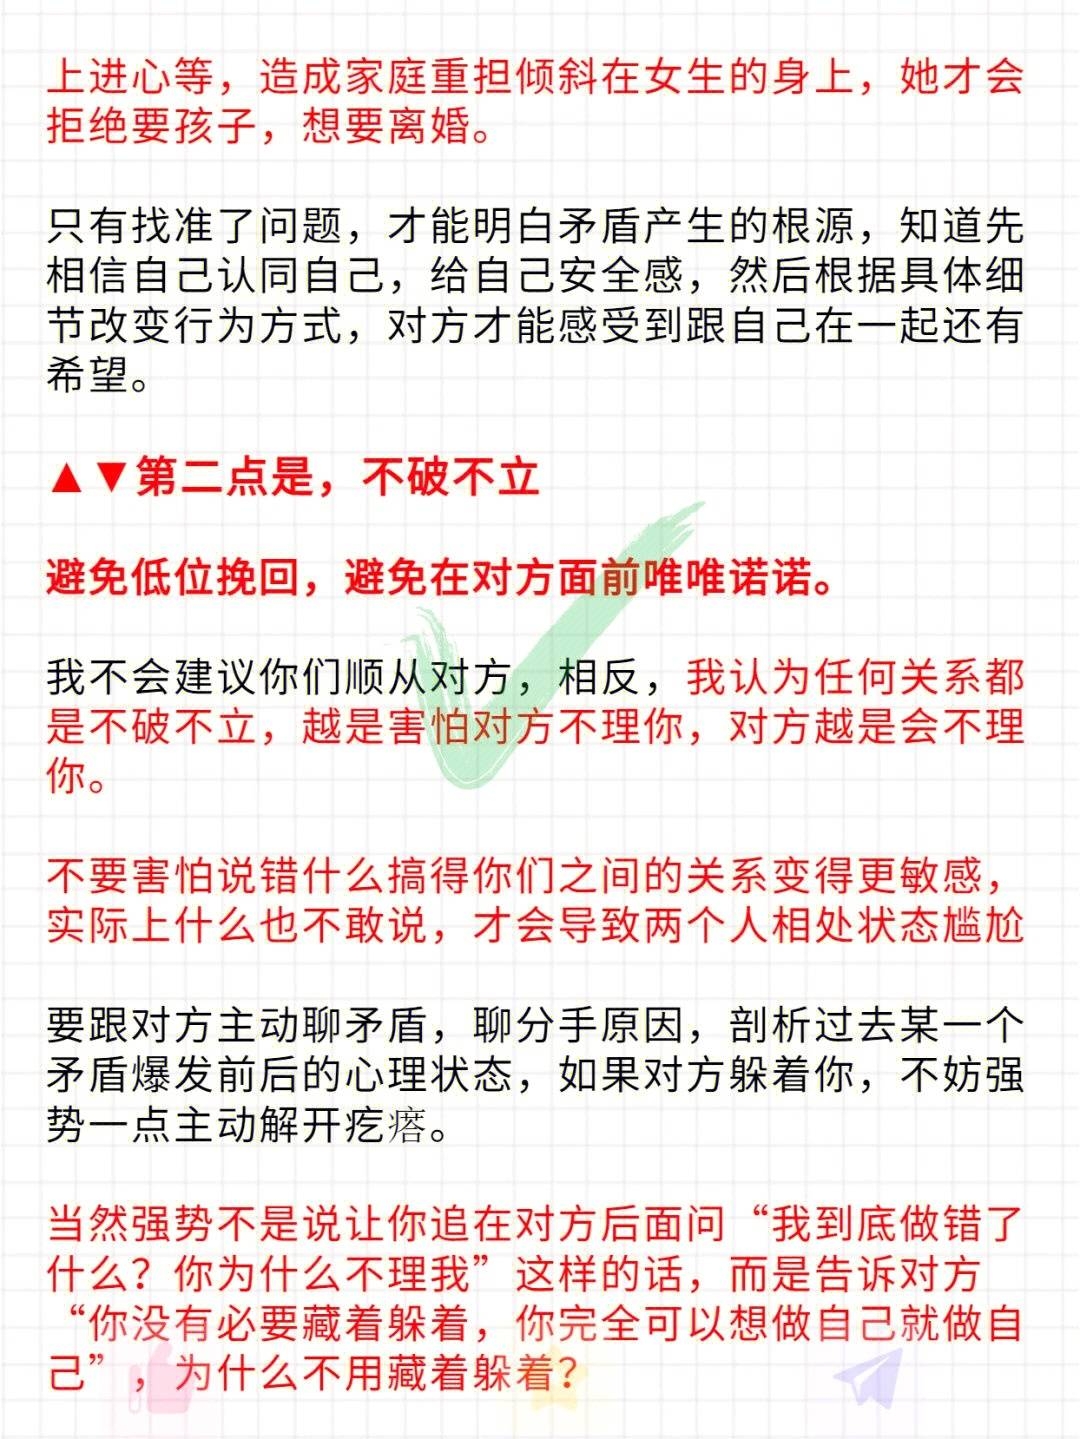 上进心等，造成家庭重担倾斜在女生的身上，她才会
拒绝要孩子，想要离婚。
只有找准了问题，才能明白矛盾产生的根源，知道先
相信自己认同自己，给自己安全感，然后根据具体细
节改变行为方式，对方才能感受到跟自己在一起还有
希望。
▲▼第二点是，不破不立
避免低位挽回，避免在对方面前唯唯诺诺。
我不会建议你们顺从对方，相反，我认为任何关系都
是不破不立，越是害怕对方不理你，对方越是会不理
你。
不要害怕说错什么搞得你们之间的关系变得更敏感，
实际上什么也不敢说，才会导致两个人相处状态尴尬
要跟对方主动聊矛盾，聊分手原因，剖析过去某一个
矛盾爆发前后的心理状态，如果对方躲着你，不妨强
势一点主动解开疙瘩。
当然强势不是说让你追在对方后面问“我到底做错了
什么？你为什么不理我”这样的话，而是告诉对方
“你没有必要藏着躲着，你完全可以想做自己就做自
己”，为什么不用藏着躲着？